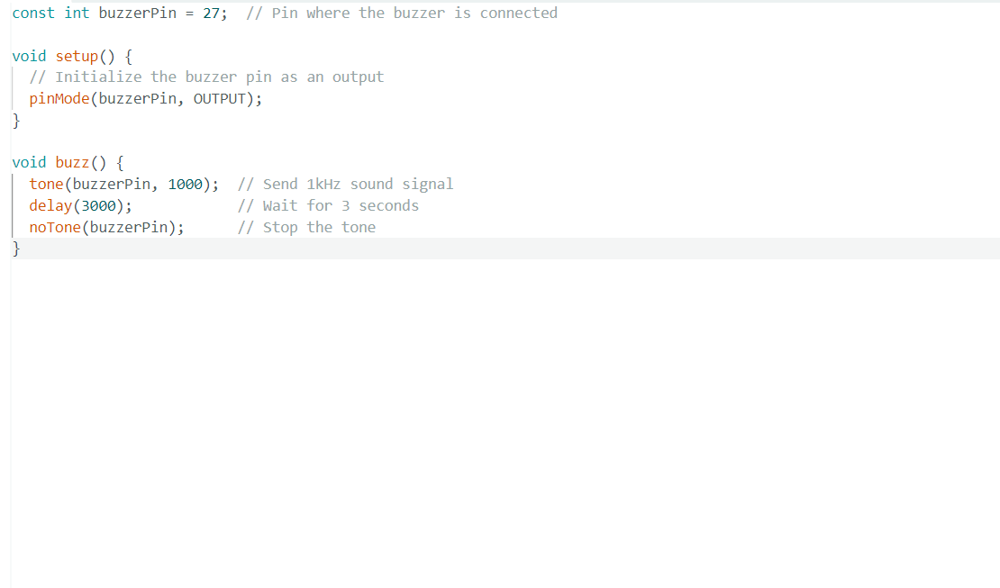 const int buzzerPin = 27;  // Pin where the buzzer is connected
void setup() {
  // Initialize the buzzer pin as an output
  pinMode(buzzerPin, OUTPUT);
}
void buzz() {
  tone(buzzerPin, 1000);  // Send 1kHz sound signal
  delay(3000);            // Wait for 3 seconds
  noTone(buzzerPin);      // Stop the tone
}